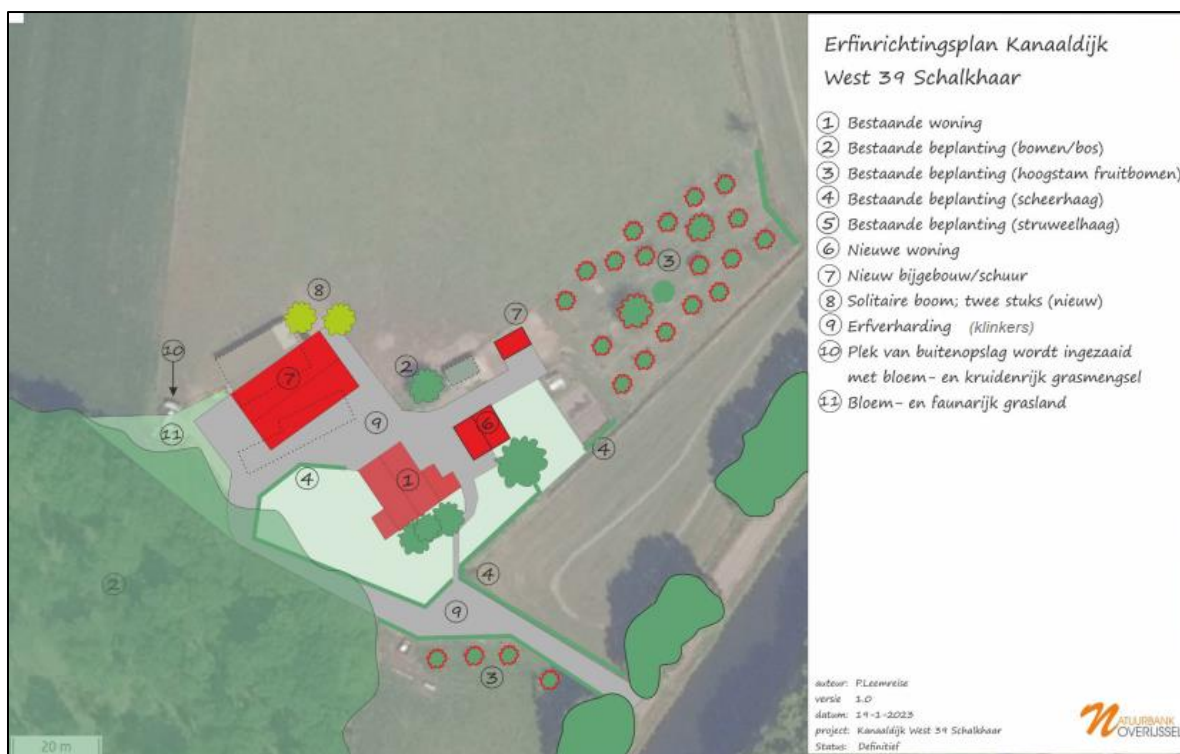 Erfinrichtingsplan Kanaaldijk
West 39 Schalkhaar
1 Bestaande woning
2 Bestaande beplanting (bomen/bos)
3 Bestaande beplanting (hoogstam fruitbomen)
4 Bestaande beplanting (scheerhaag)
5 Bestaande beplanting (struweelhaag)
6 Nieuwe woning
7 Nieuw bijgebouw/schuur
8 Solitaire boom; twee stuks (nieuw)
9 Erfverharding (klinkers)
10 Plek van buitenopslag wordt ingezaaid
met bloem- en kruidenrijk grasmengsel
11 Bloem- en faunarijk grasland
3
8
7
10
2
7
11
9
6
4
4
1
2
4
9
3
20 m
auteur: P.Leemreise
versie 1.0
datum: 19-1-2023
project: Kanaaldijk West 39 Schalkhaar
Status: Definitief
NATUURBANK
OVERIJSSEL